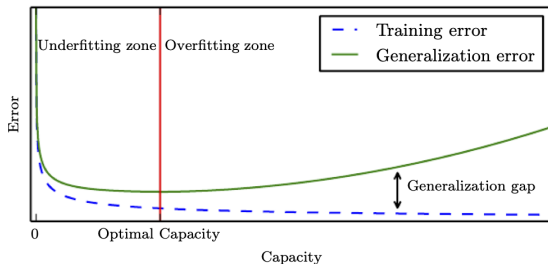 Underfitting zone
Overfitting zone
Training error
Generalization error
Error
Generalization gap
0
Optimal Capacity
Capacity